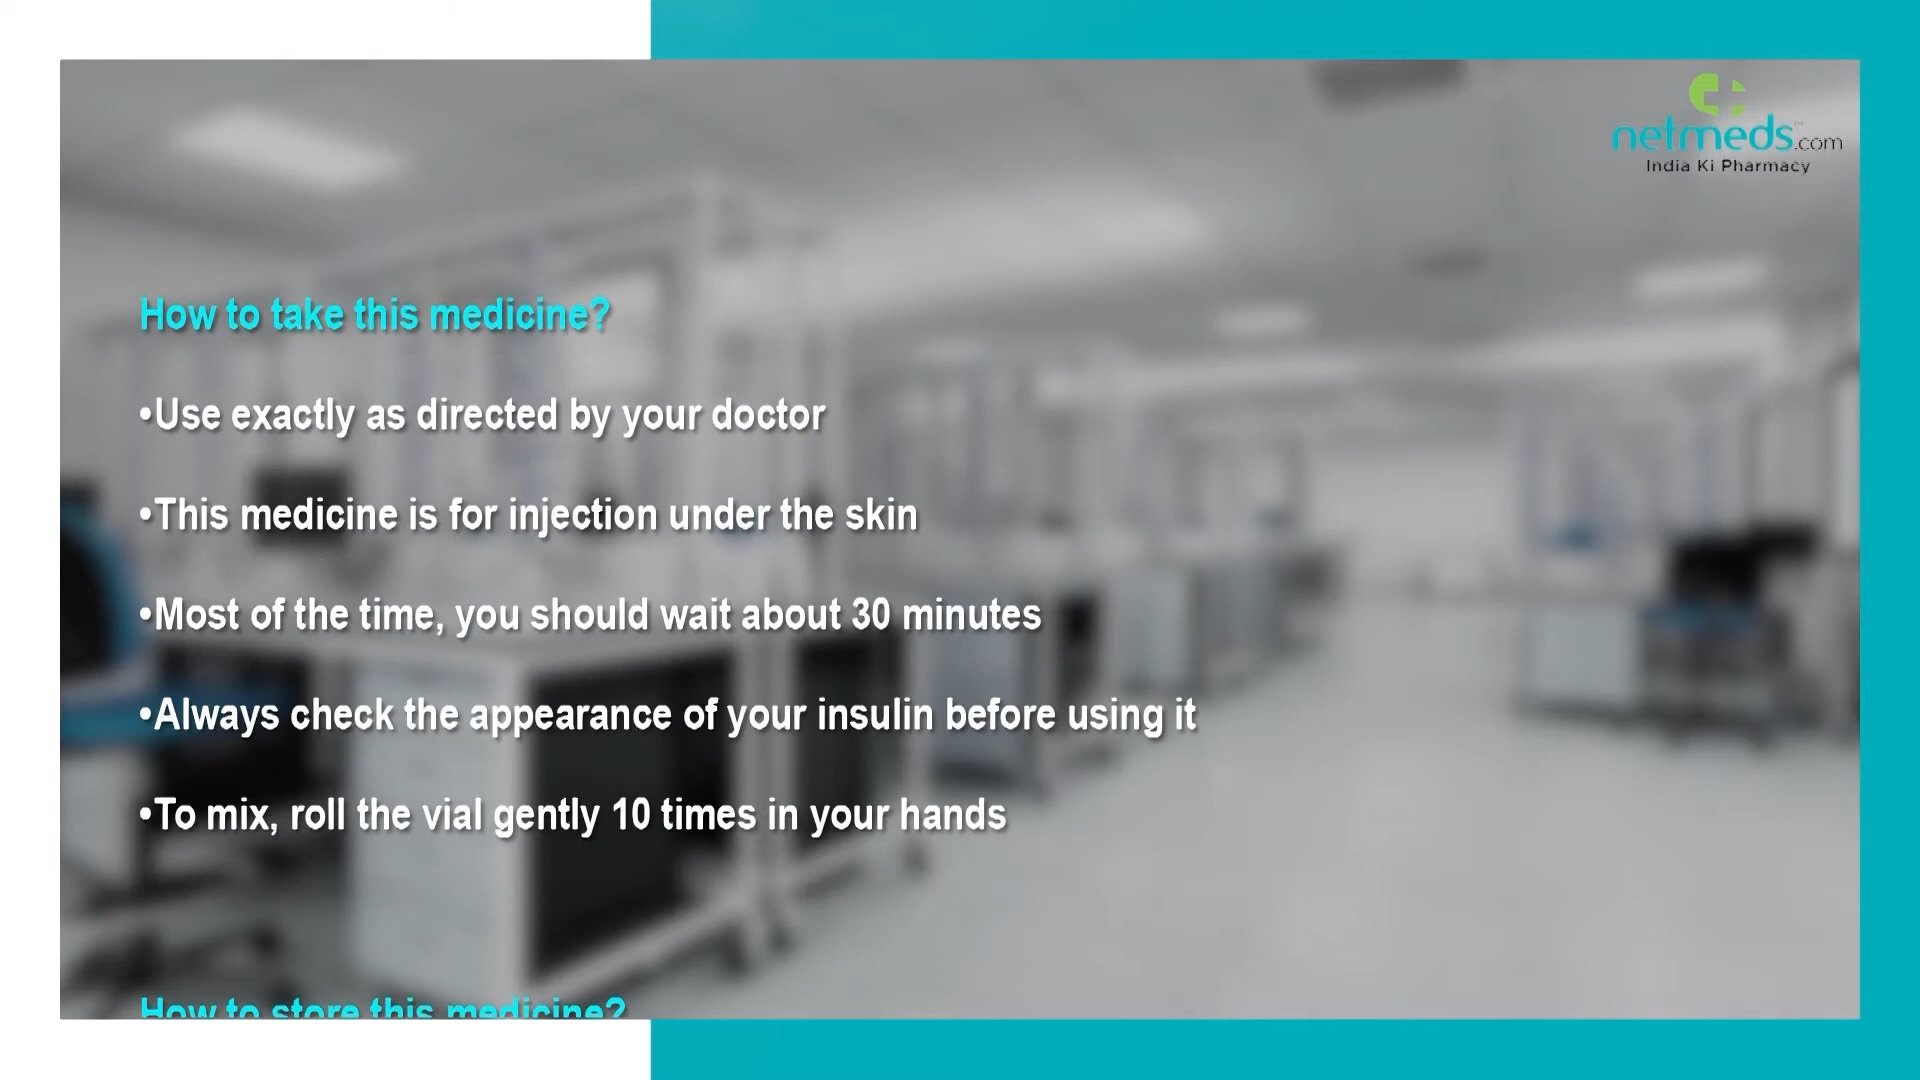 netmeds.com
India Ki Pharmacy
How to take this medicine?
•Use exactly as directed by your doctor
•This medicine is for injection under the skin
•Most of the time, you should wait about 30 minutes
•Always check the appearance of your insulin before using it
•To mix, roll the vial gently 10 times in your hands
How to store this medicine?